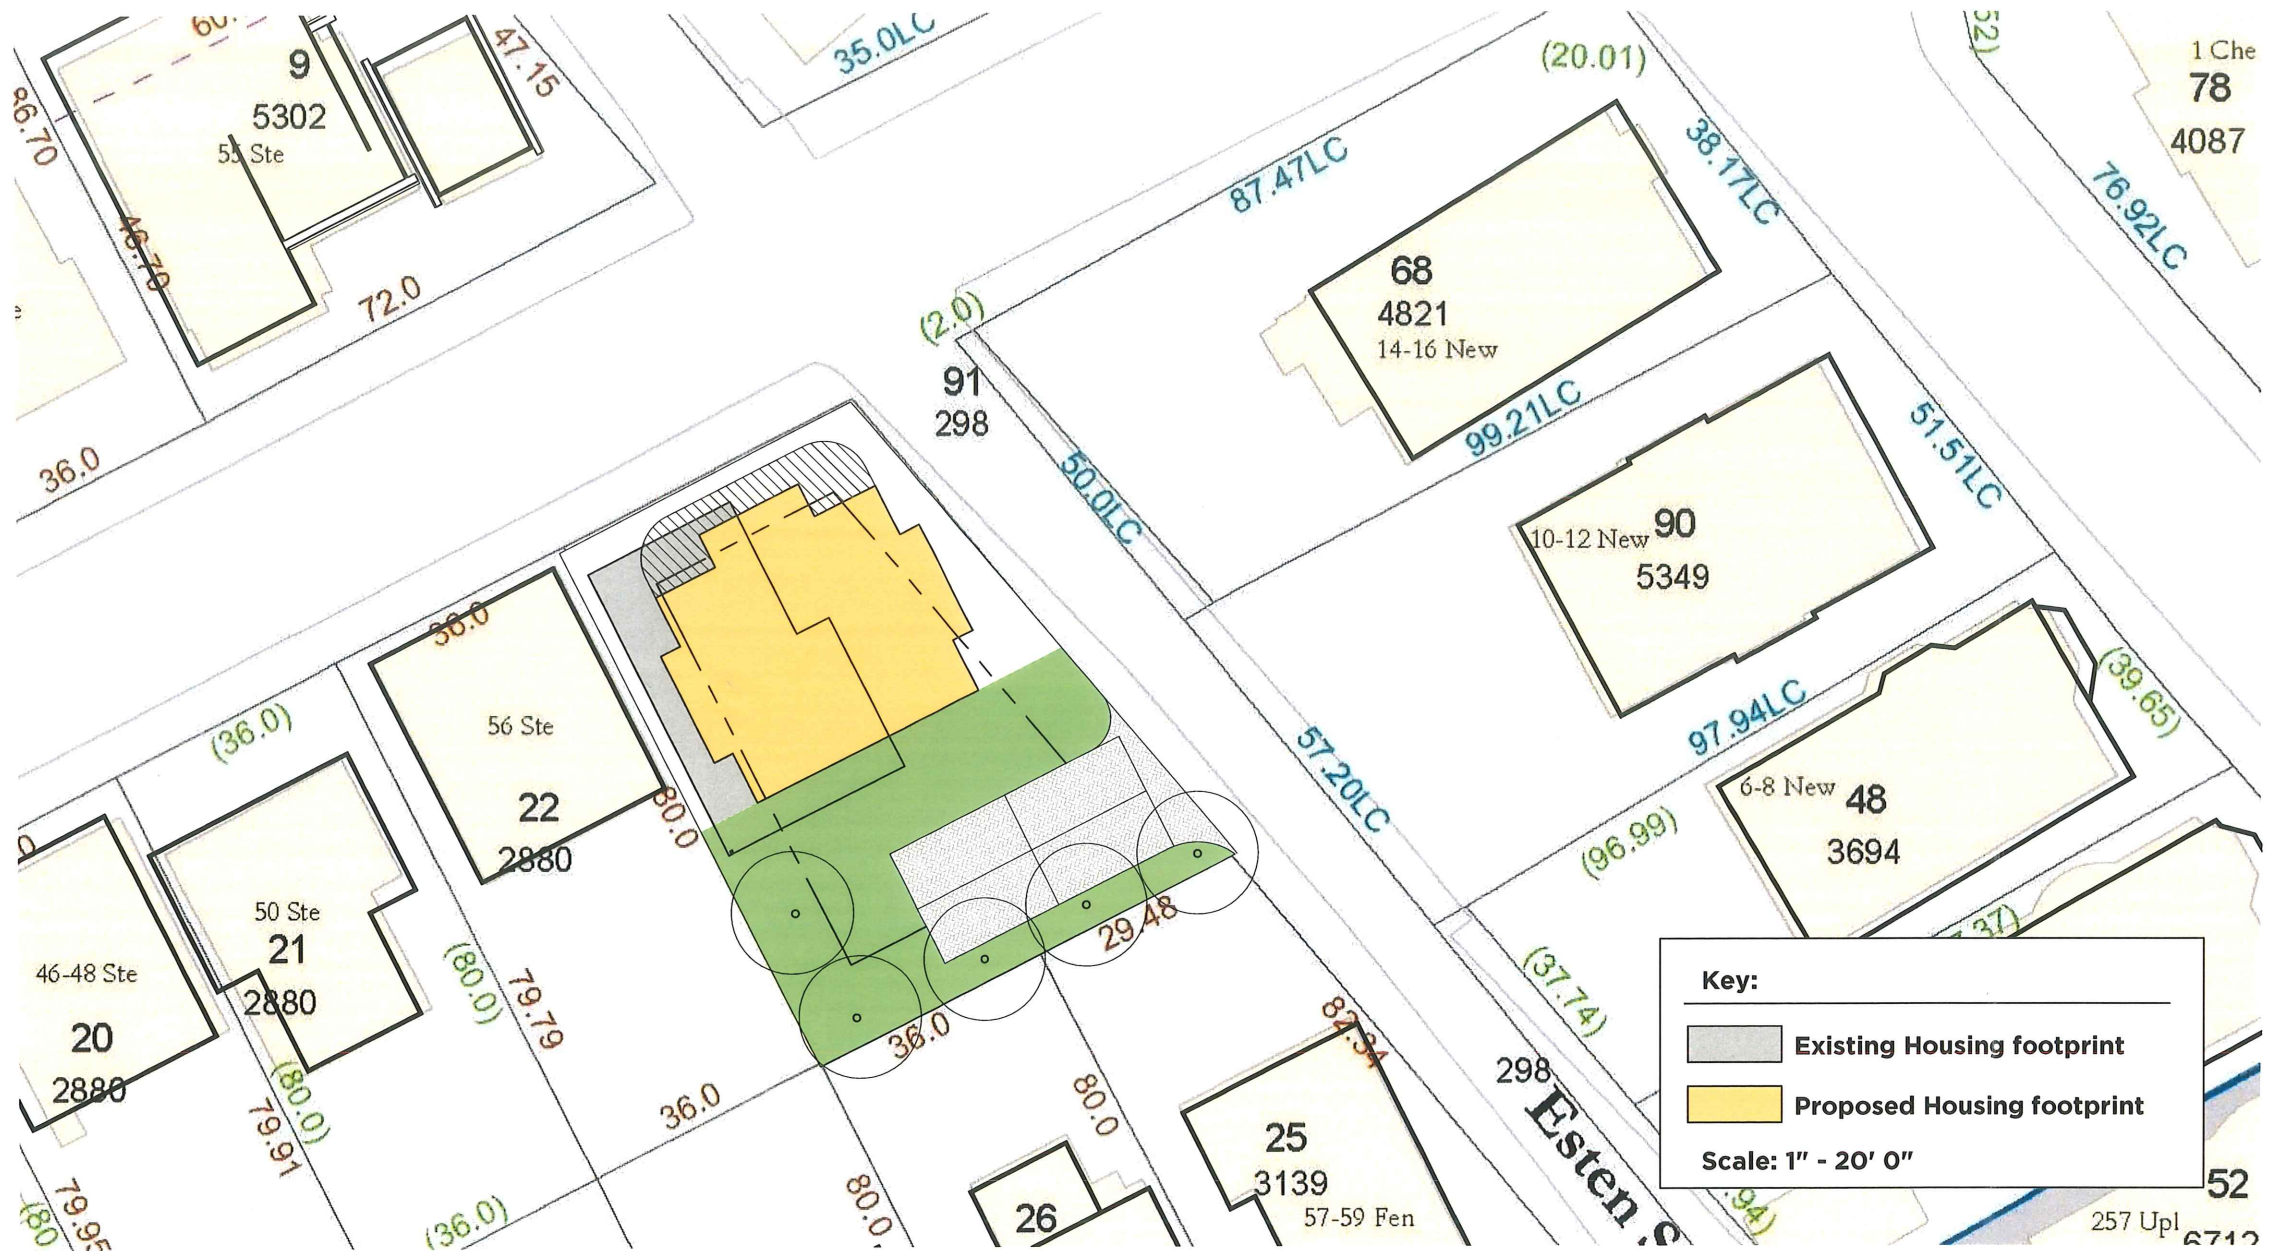 60.
9
5302
55 Ste
47.15
86.70
46.70
72.0
36.0
35.0LC
(20.01)
87.47LC
38.17LC
52)
1 Che
78
4087
76.92LC
68
4821
14-16 New
(2.0)
91
298
50.0LC
99.21LC
51.51LC
10-12 New
90
5349
36.0
56 Ste
22
2880
80.0
(36.0)
57.20LC
97.94LC
(39.65)
6-8 New
48
3694
(96.99)
50 Ste
21
2880
46-48 Ste
20
2880
(80.0)
79.79
(80.0)
79.91
79.95
(80
29.48
36.0
36.0
(36.0)
80.0
80.0
82.34
(37.74)
7.37)
298
Esten S
25
3139
57-59 Fen
26
Key:
Existing Housing footprint
Proposed Housing footprint
Scale: 1" - 20' 0"
.94)
52
257 Upl
6712